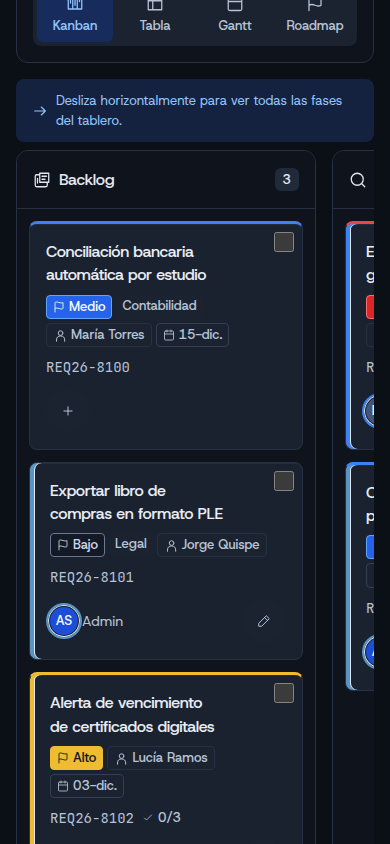 Kanban
Tabla
Gantt
Roadmap
Desliza horizontalmente para ver todas las fases
del tablero.
Backlog
3
Conciliación bancaria
automática por estudio
Medio
Contabilidad
María Torres
15-dic.
REQ26-8100
Exportar libro de
compras en formato PLE
Bajo
Legal
Jorge Quispe
REQ26-8101
AS
Admin
Alerta de vencimiento
de certificados digitales
Alto
Lucía Ramos
03-dic.
REQ26-8102
0/3